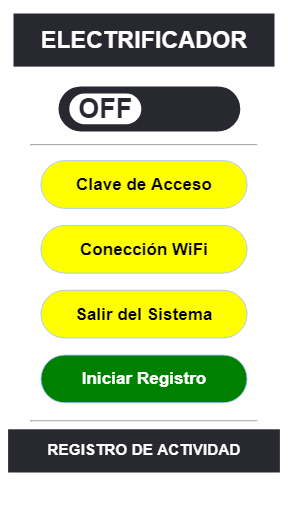 ELECTRIFICADOR
OFF
Clave de Acceso
Conección WiFi
Salir del Sistema
Iniciar Registro
REGISTRO DE ACTIVIDAD